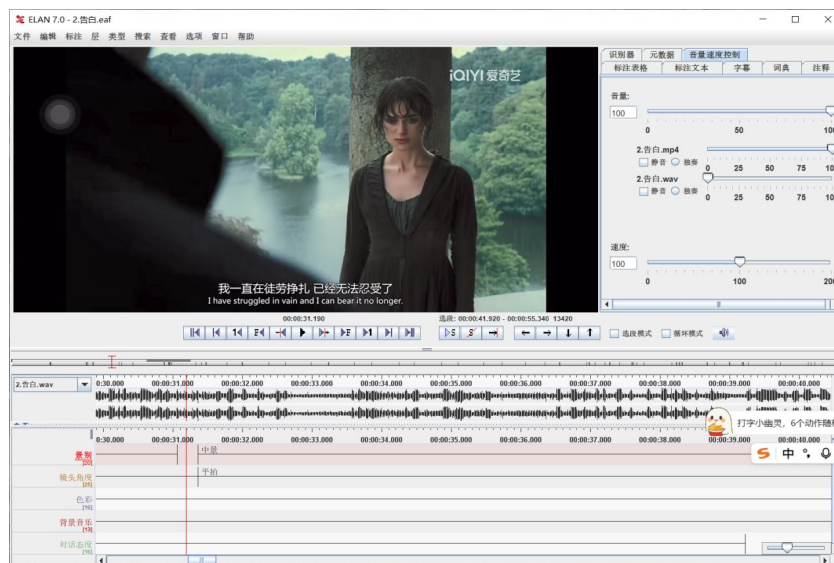 ELAN 7.0 - 2.告白.eaf
文件 编辑 标注 层 类型 搜索 查看 选项 窗口 帮助
iQIYI 爱奇艺
我一直在徒劳挣扎 已经无法忍受了
I have struggled in vain and I can bear it no longer.
识别器 元数据 音量速度控制
标注表格 标注文本 字幕 词典 注释
音量:
100
0 50 100
2.告白.mp4
静音 独奏
0 25 50 75 10
2.告白.wav
静音 独奏
0 25 50 75 10
速度:
100
0 100 200
00:00:31.190
选段: 00:00:41.920 - 00:00:55.340 13420
选段模式 循环模式
2.告白.wav
0:30.000 00:00:31.000 00:00:32.000 00:00:33.000 00:00:34.000 00:00:35.000 00:00:36.000 00:00:37.000 00:00:38.000 00:00:39.000 00:00:40.000
打字小幽灵，6个动作随
0:30.000 00:00:31.000 00:00:32.000 00:00:33.000 00:00:34.000 00:00:35.000 00:00:36.000 00:00:37.000 00:00:38.000 00:00:39.000 00:00:40.000
中
景别
中景
镜头角度
平拍
色彩
背景音乐
对话态度